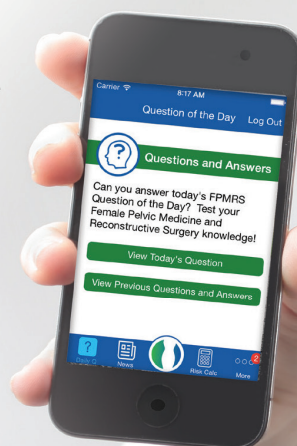 Carrier 8:17 AM
Question of the Day Log Out
Questions and Answers
Can you answer today's FPMRS
Question of the Day? Test your
Female Pelvic Medicine and
Reconstructive Surgery knowledge!
View Today's Question
View Previous Questions and Answers
2
Daily Q News Risk Calc More